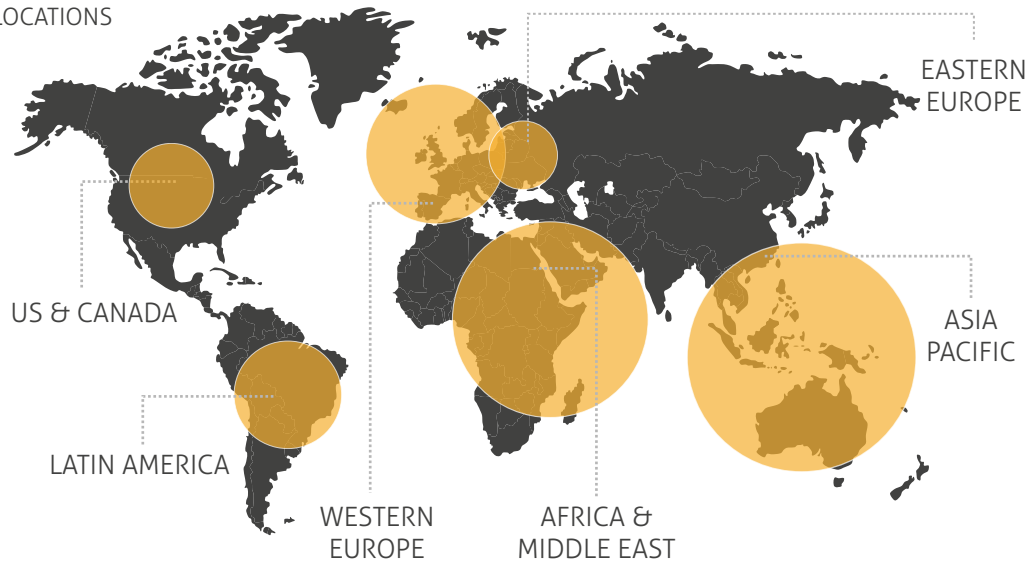 LOCATIONS
EASTERN
EUROPE
US & CANADA
ASIA
PACIFIC
LATIN AMERICA
WESTERN
EUROPE
AFRICA &
MIDDLE EAST